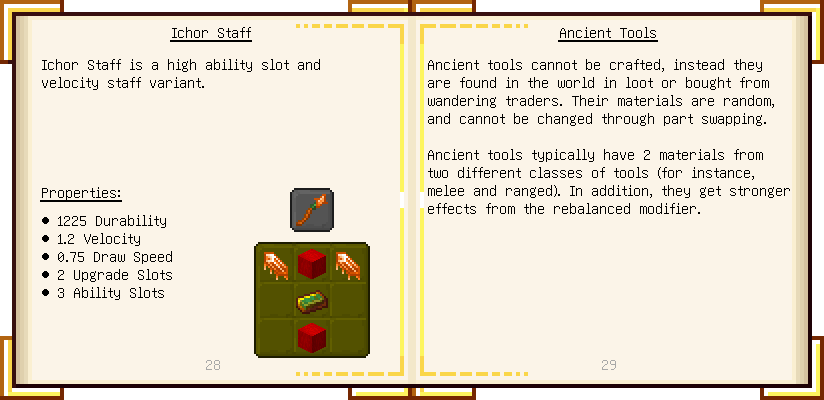 Ichor Staff
Ichor Staff is a high ability slot and
velocity staff variant.
Properties:
● 1225 Durability
● 1.2 Velocity
● 0.75 Draw Speed
● 2 Upgrade Slots
● 3 Ability Slots
28
Ancient Tools
Ancient tools cannot be crafted, instead they
are found in the world in loot or bought from
wandering traders. Their materials are random,
and cannot be changed through part swapping.
Ancient tools typically have 2 materials from
two different classes of tools (for instance,
melee and ranged). In addition, they get stronger
effects from the rebalanced modifier.
29